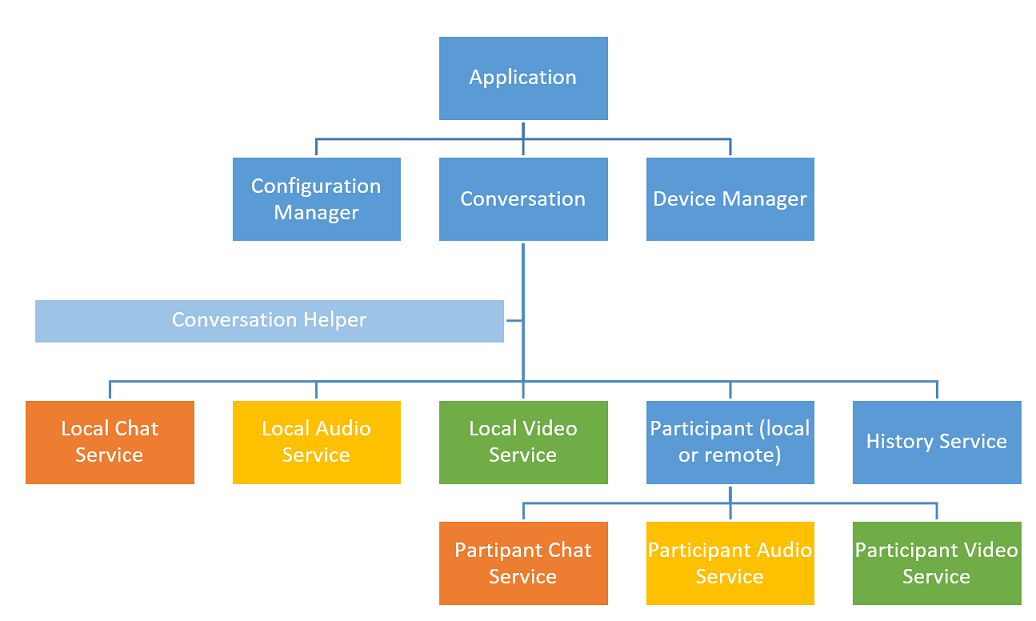 Application
Configuration
Manager
Conversation
Device Manager
Conversation Helper
Local Chat
Service
Local Audio
Service
Local Video
Service
Participant (local
or remote)
History Service
Partipant Chat
Service
Participant Audio
Service
Participant Video
Service